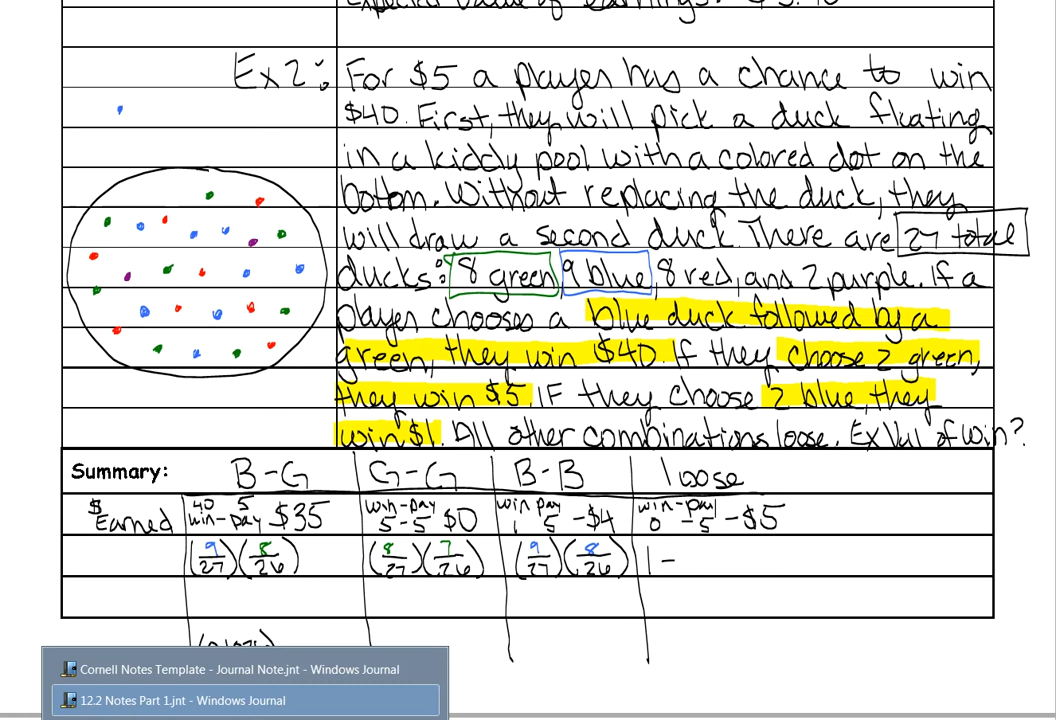 Expected value of earnings: $3.40
Ex 2: For $5 a player has a chance to win
$40. First, they will pick a duck floating
in a kiddy pool with a colored dot on the
bottom. Without replacing the duck, they
will draw a second duck. There are 27 total
ducks: 8 green, 9 blue, 8 red, and 2 purple. If a
player chooses a blue duck followed by a
green, they win $40. If they choose 2 green,
they win $5. IF they choose 2 blue, they
win $1. All other combinations loose. Ex Val of win?
Summary: B-G G-G B-B loose
$ Earned 40 5 win-pay $35 win-pay 5-5 $0 win pay 1 5 -$4 win-pay 0 -5 -$5
(9/27)(8/26) (8/27)(7/26) (9/27)(8/26) 1 -
Cornell Notes Template - Journal Note.jnt - Windows Journal
12.2 Notes Part 1.jnt - Windows Journal